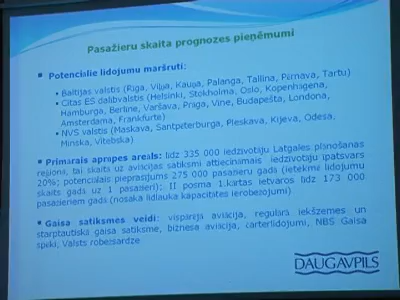 Pasažieru skaita prognozes pieņēmumi
Potenciālie lidojumu maršruti:
• Baltijas valstis (Rīga, Viļņa, Kauņa, Palanga, Tallina, Pērnava, Tartu)
• Citas ES dalībvalstis (Helsinki, Stokholma, Oslo, Kopenhāgena,
Hamburga, Berlīne, Varšava, Prāga, Vīne, Budapešta, Londona,
Amsterdama, Frankfurte)
• NVS valstis (Maskava, Sanktpēterburga, Pleskava, Kijeva, Odesa,
Minska, Vitebska)
Primārais aptvēres areāls: līdz 335 000 iedzīvotāju Latgales plānošanas
reģionā, tai skaitā uz aviācijas satiksmi attiecināmais iedzīvotāju īpatsvars
20%; potenciālais pieprasījums 275 000 pasažieru gadā (ietekmē lidojumu
skaits gadā uz 1 pasažieri); II posma 1.kārtas ietvaros līdz 173 000
pasažieriem gadā (nosaka lidlauka kapacitātes ierobežojumi)
Gaisa satiksmes veidi: vispārējā aviācija, regulārā iekšzemes un
starptautiskā gaisa satiksme, biznesa aviācija, čarterlidojumi, NBS Gaisa
spēki, Valsts robežsardze
DAUGAVPILS